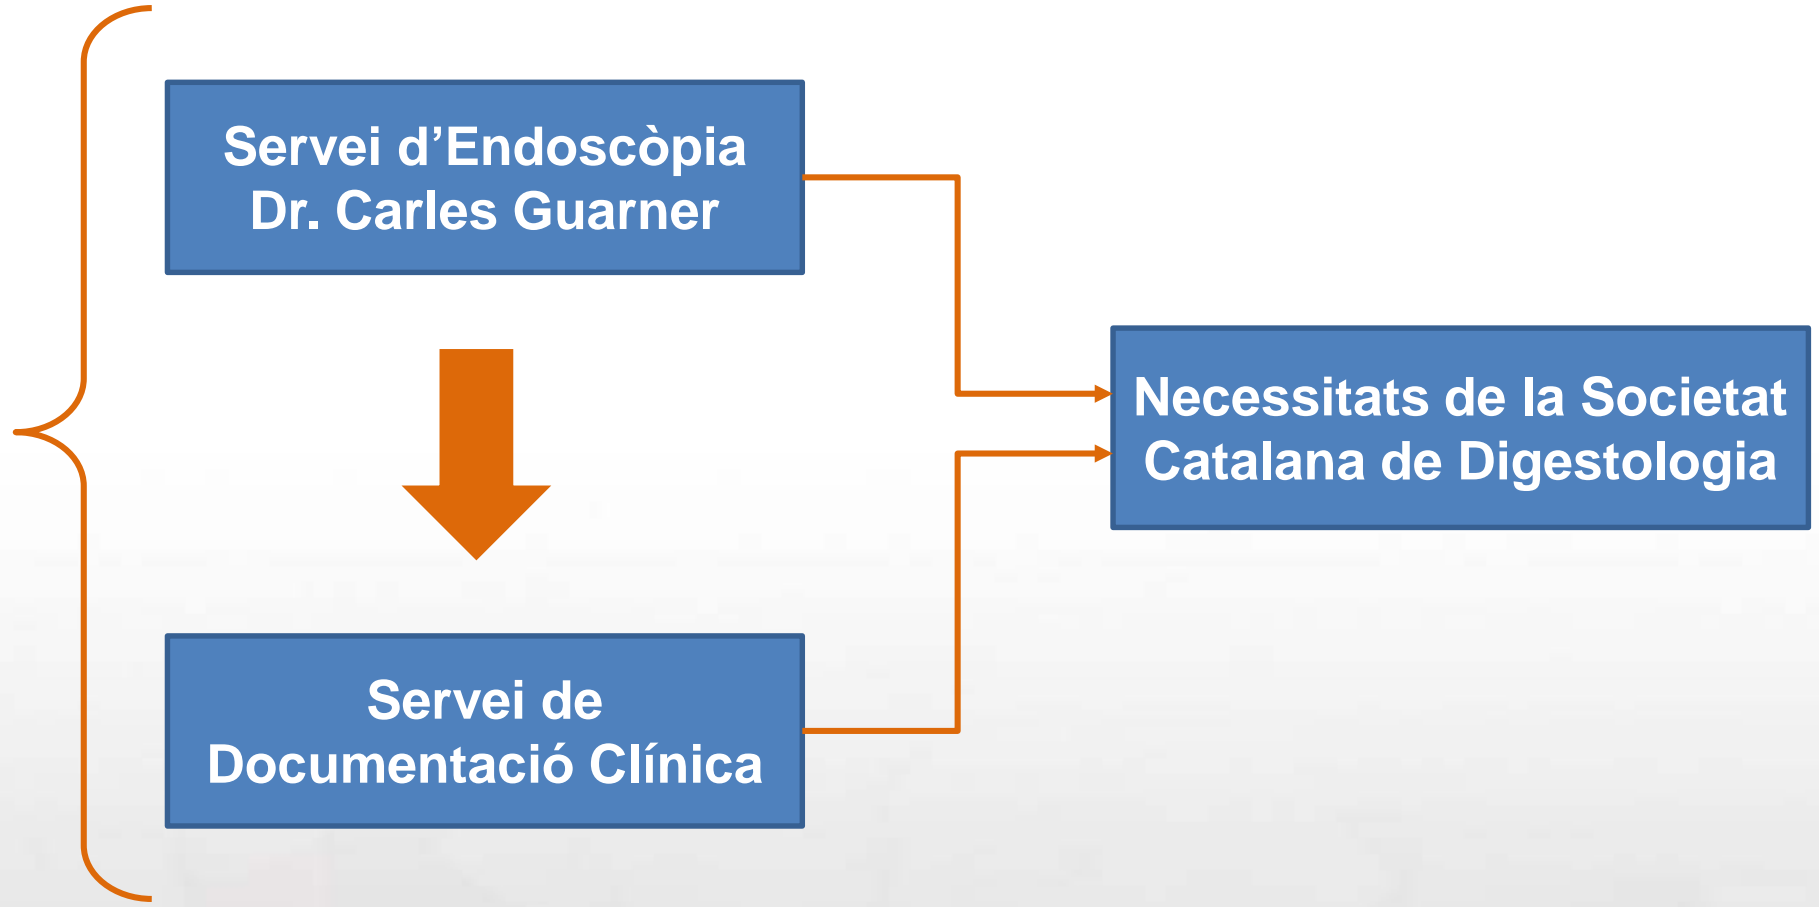 Servei d’Endoscòpia
Dr. Carles Guarner
Necessitats de la Societat
Catalana de Digestologia
Servei de
Documentació Clínica